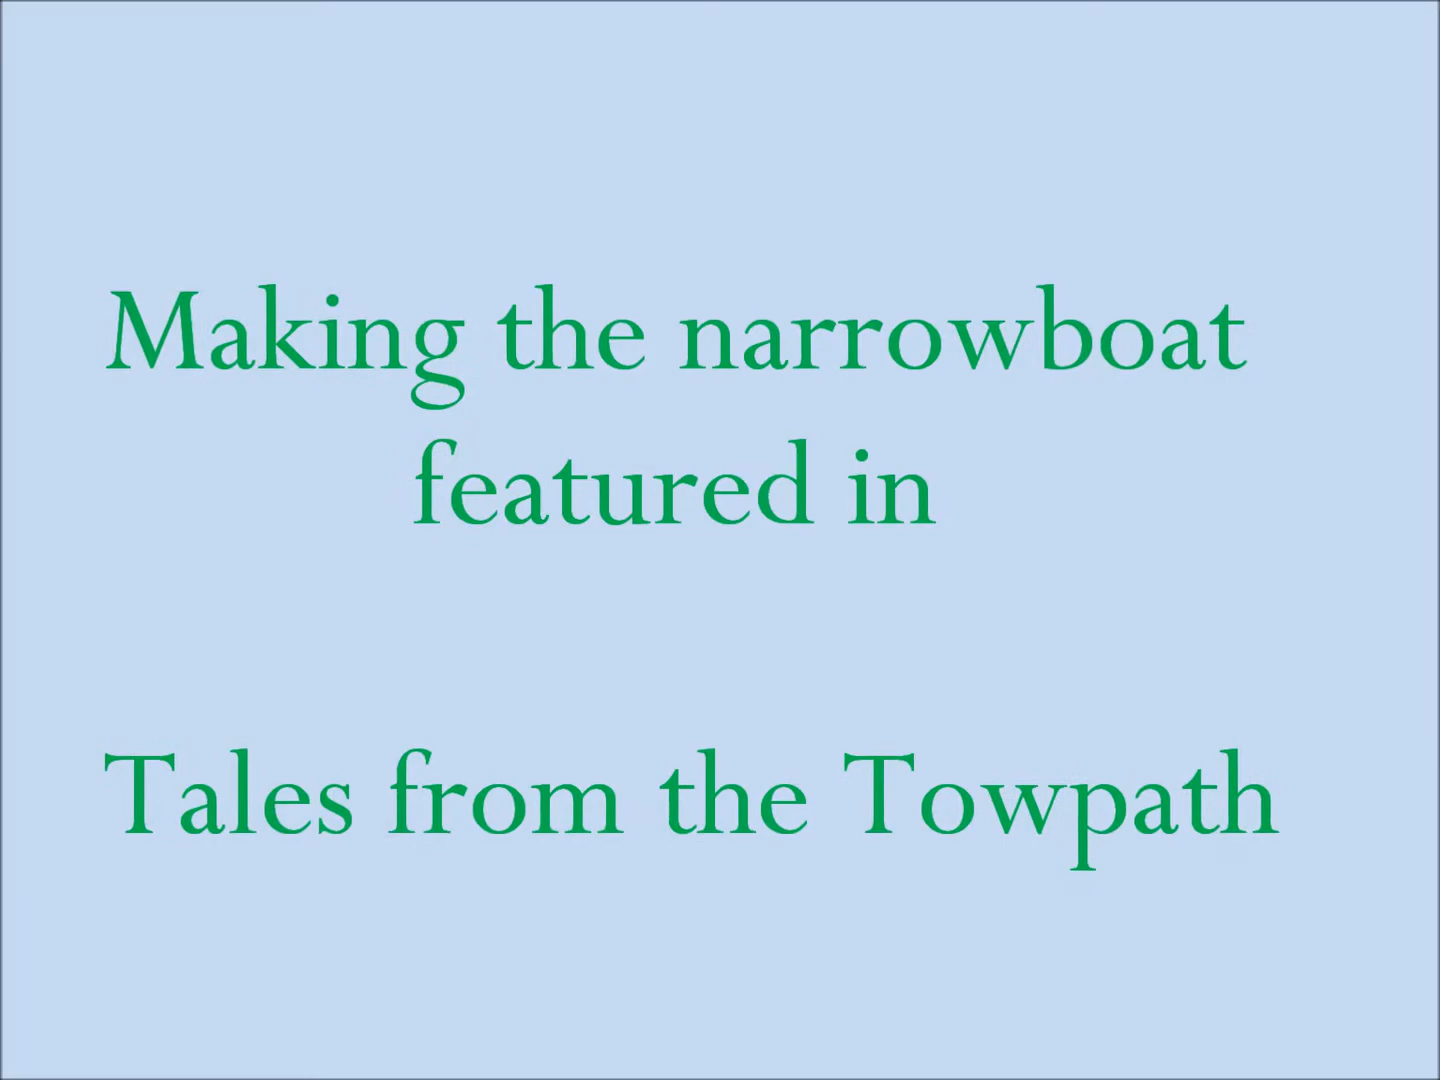 Making the narrowboat
featured in
Tales from the Towpath